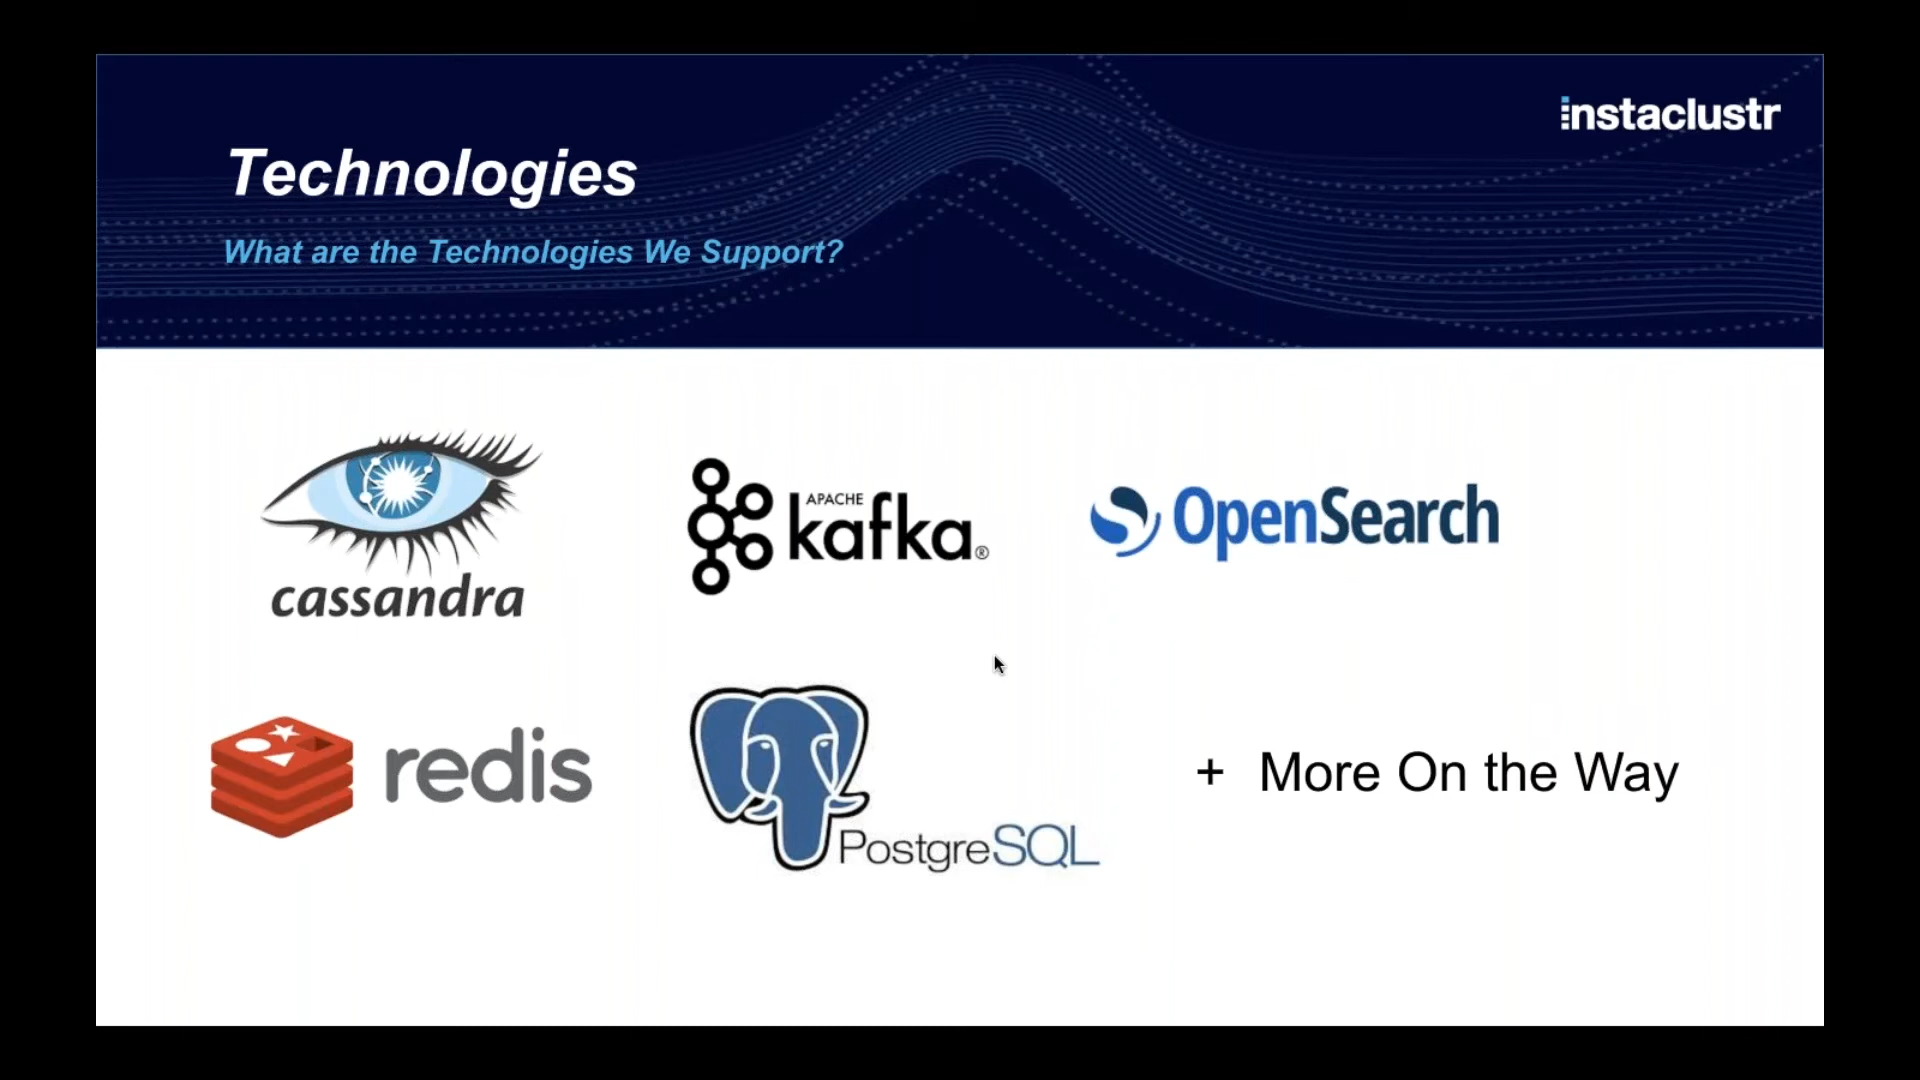 instaclustr
Technologies
What are the Technologies We Support?
cassandra
APACHE
kafka®
OpenSearch
redis
PostgreSQL
+ More On the Way